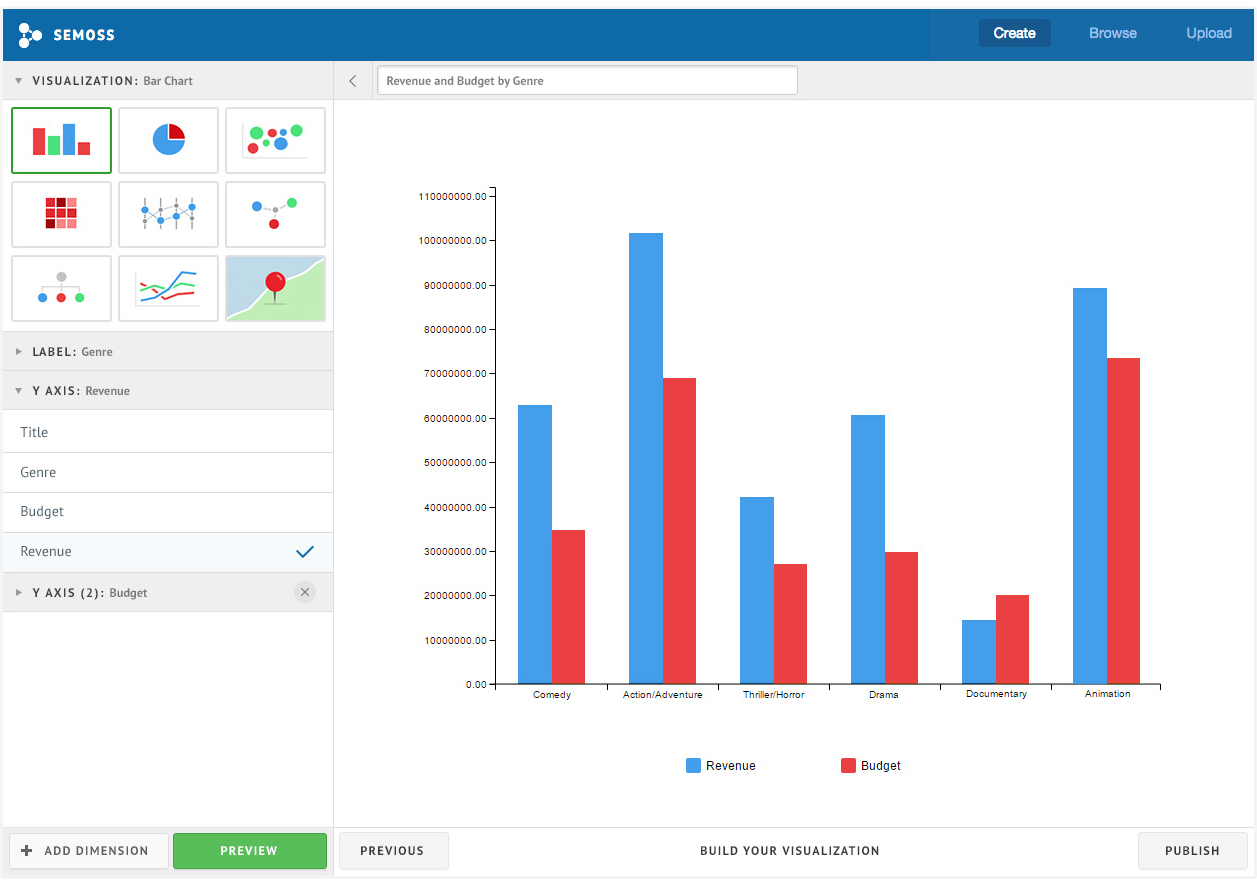 SEMOSS
Create
Browse
Upload
VISUALIZATION: Bar Chart
LABEL: Genre
Y AXIS: Revenue
Title
Genre
Budget
Revenue
Y AXIS (2): Budget
ADD DIMENSION
PREVIEW
Revenue and Budget by Genre
110000000.00
100000000.00
90000000.00
80000000.00
70000000.00
60000000.00
50000000.00
40000000.00
30000000.00
20000000.00
10000000.00
0.00
Comedy
Action/Adventure
Thriller/Horror
Drama
Documentary
Animation
Revenue
Budget
PREVIOUS
BUILD YOUR VISUALIZATION
PUBLISH